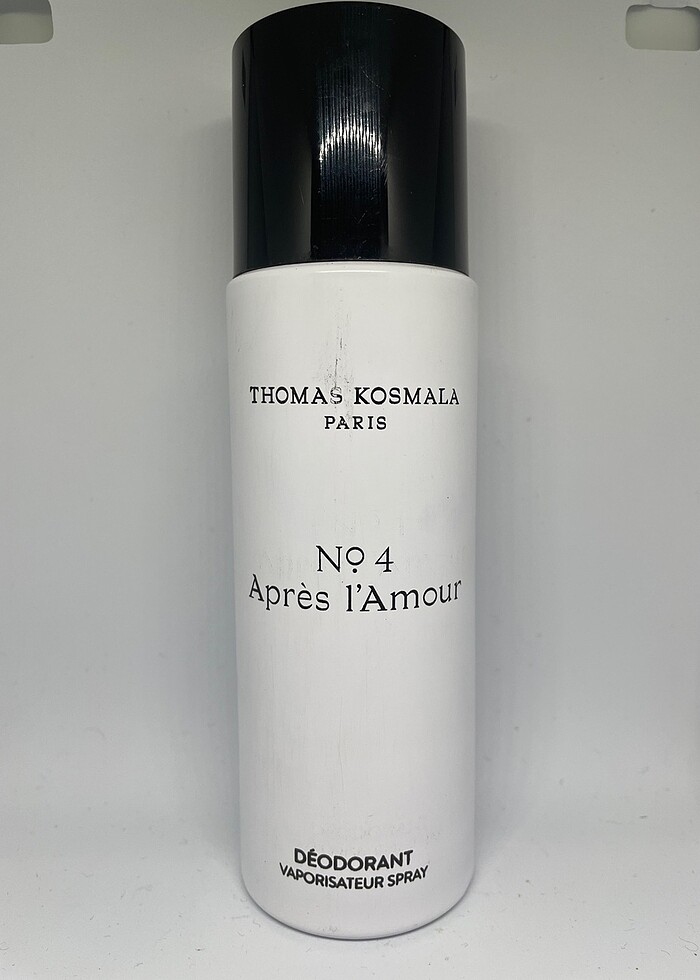 THOMAS KOSMALA
PARIS
Nº 4
Après l'Amour
DÉODORANT
VAPORISATEUR SPRAY